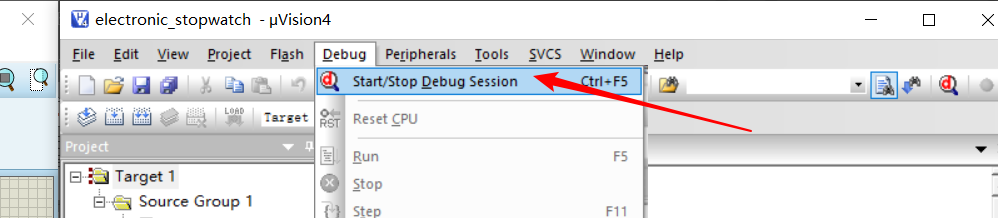 electronic_stopwatch - µVision4
File Edit View Project Flash Debug Peripherals Tools SVCS Window Help
Start/Stop Debug Session Ctrl+F5
LOAD
Target
RST Reset CPU
Project
Run F5
Target 1
Stop
Source Group 1
Step F11